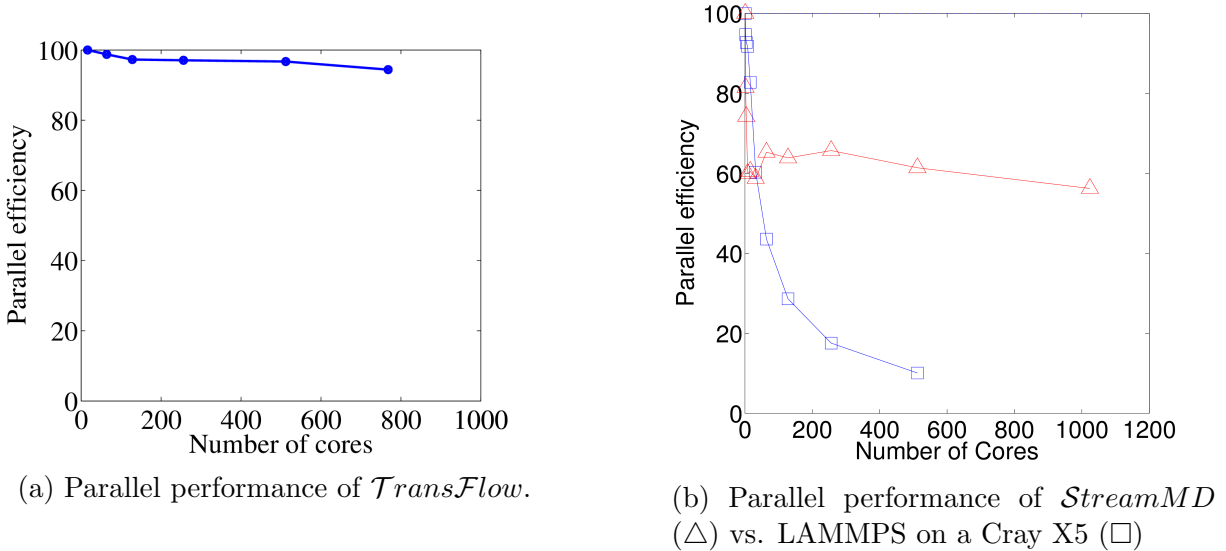 100
80
60
40
20
0
0 200 400 600 800 1000
Parallel efficiency
Number of cores
(a) Parallel performance of TransFlow.
100
80
60
40
20
0
0 200 400 600 800 1000 1200
Parallel efficiency
Number of Cores
(b) Parallel performance of StreamMD
(△) vs. LAMMPS on a Cray X5 (□)